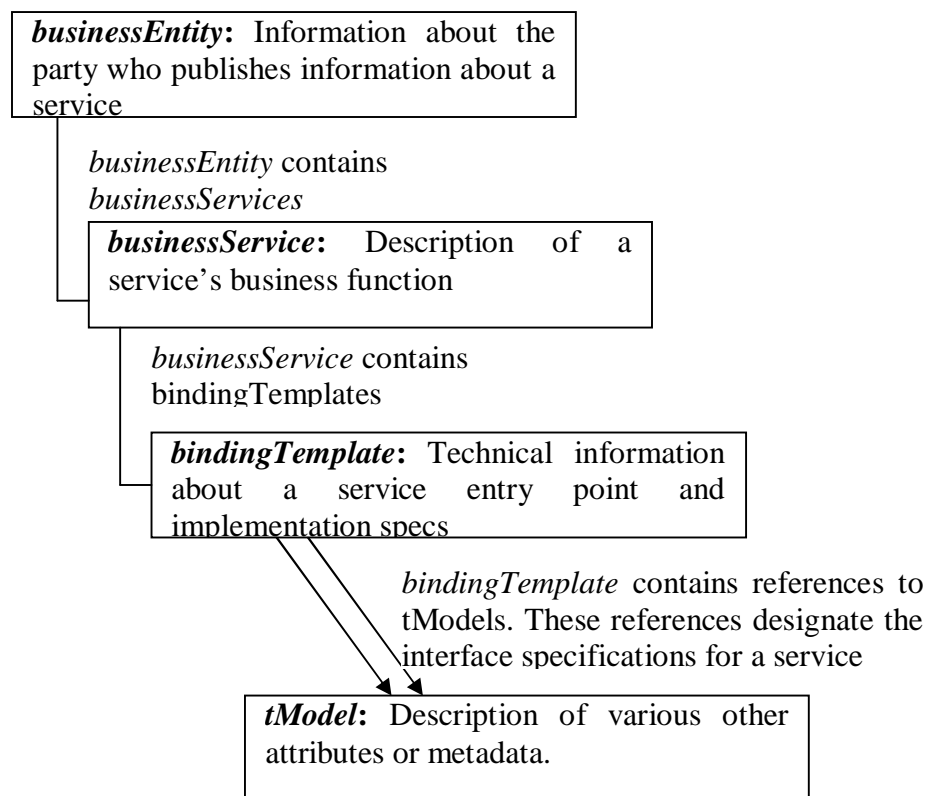 businessEntity: Information about the
party who publishes information about a
service
businessEntity contains
businessServices
businessService: Description of a
service’s business function
businessService contains
bindingTemplates
bindingTemplate: Technical information
about a service entry point and
implementation specs
bindingTemplate contains references to
tModels. These references designate the
interface specifications for a service
tModel: Description of various other
attributes or metadata.